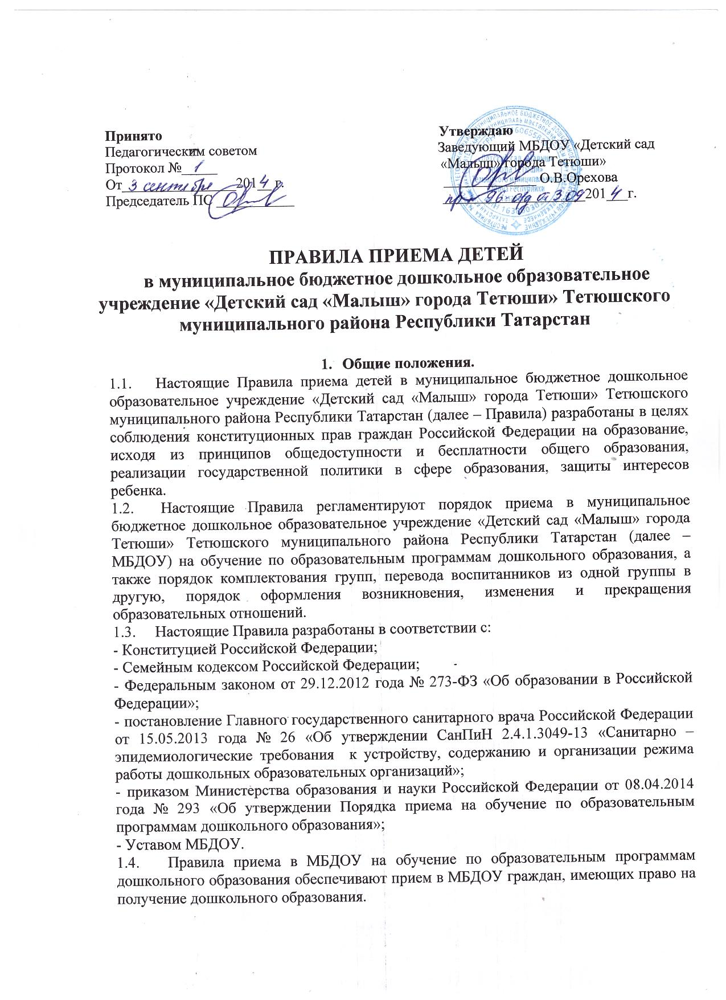 Принято
Педагогическим советом
Протокол № 1
От 3 сентября 2014 г.
Председатель ПС
Утверждаю
Заведующий МБДОУ «Детский сад
«Малыш» города Тетюши»
О.В.Орехова
пр № 96-од от 3.09 2014 г.
ПРАВИЛА ПРИЕМА ДЕТЕЙ
в муниципальное бюджетное дошкольное образовательное
учреждение «Детский сад «Малыш» города Тетюши» Тетюшского
муниципального района Республики Татарстан
1. Общие положения.
1.1. Настоящие Правила приема детей в муниципальное бюджетное дошкольное
образовательное учреждение «Детский сад «Малыш» города Тетюши» Тетюшского
муниципального района Республики Татарстан (далее – Правила) разработаны в целях
соблюдения конституционных прав граждан Российской Федерации на образование,
исходя из принципов общедоступности и бесплатности общего образования,
реализации государственной политики в сфере образования, защиты интересов
ребенка.
1.2. Настоящие Правила регламентируют порядок приема в муниципальное
бюджетное дошкольное образовательное учреждение «Детский сад «Малыш» города
Тетюши» Тетюшского муниципального района Республики Татарстан (далее –
МБДОУ) на обучение по образовательным программам дошкольного образования, а
также порядок комплектования групп, перевода воспитанников из одной группы в
другую, порядок оформления возникновения, изменения и прекращения
образовательных отношений.
1.3. Настоящие Правила разработаны в соответствии с:
- Конституцией Российской Федерации;
- Семейным кодексом Российской Федерации;
- Федеральным законом от 29.12.2012 года № 273-ФЗ «Об образовании в Российской
Федерации»;
- постановление Главного государственного санитарного врача Российской Федерации
от 15.05.2013 года № 26 «Об утверждении СанПиН 2.4.1.3049-13 «Санитарно –
эпидемиологические требования к устройству, содержанию и организации режима
работы дошкольных образовательных организаций»;
- приказом Министерства образования и науки Российской Федерации от 08.04.2014
года № 293 «Об утверждении Порядка приема на обучение по образовательным
программам дошкольного образования»;
- Уставом МБДОУ.
1.4. Правила приема в МБДОУ на обучение по образовательным программам
дошкольного образования обеспечивают прием в МБДОУ граждан, имеющих право на
получение дошкольного образования.